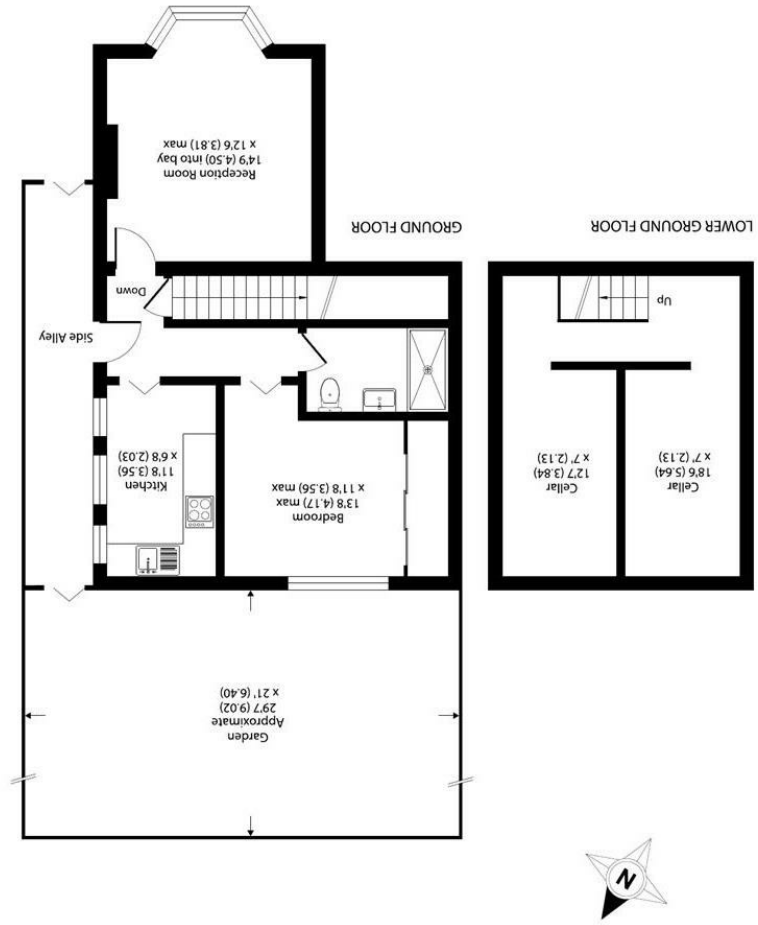 N
Garden
Approximate
29'7 (9.02)
x 21' (6.40)
Cellar
18'6 (5.64)
x 7' (2.13)
Cellar
12'7 (3.84)
x 7' (2.13)
Up
LOWER GROUND FLOOR
Bedroom
13'8 (4.17) max
x 11'8 (3.56) max
Kitchen
11'8 (3.56)
x 6'8 (2.03)
Side Alley
Down
GROUND FLOOR
Reception Room
14'9 (4.50) into bay
x 12'6 (3.81) max